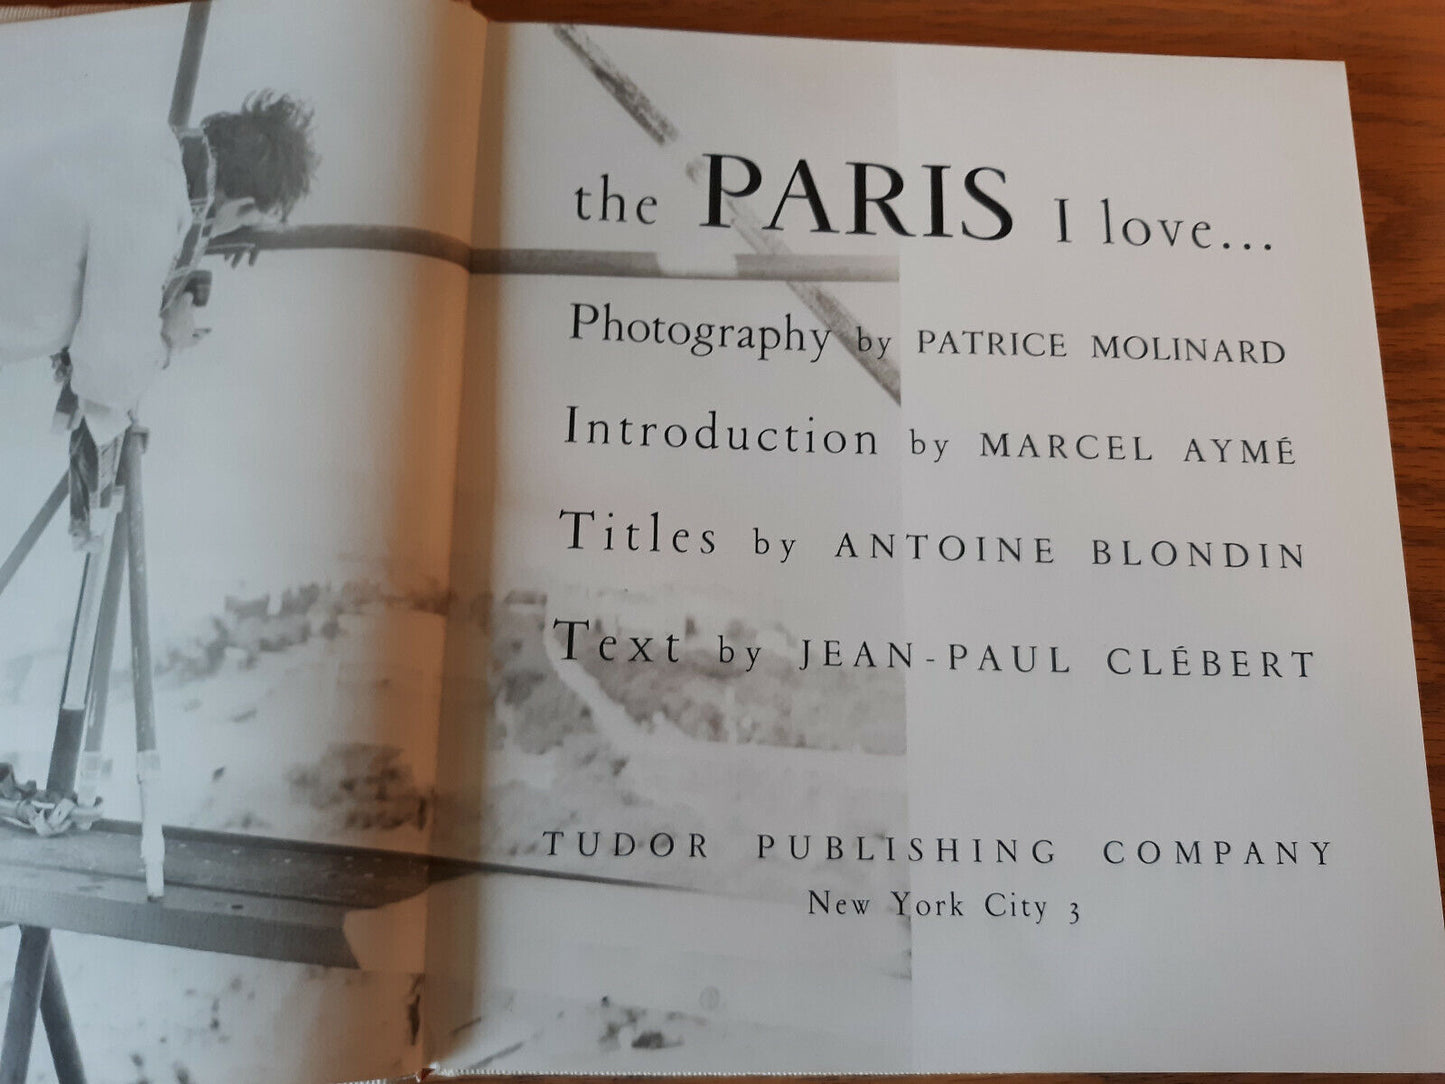 the PARIS I love...
Photography by PATRICE MOLINARD
Introduction by MARCEL AYMÉ
Titles by ANTOINE BLONDIN
Text by JEAN-PAUL CLÉBERT
TUDOR PUBLISHING COMPANY
New York City 3